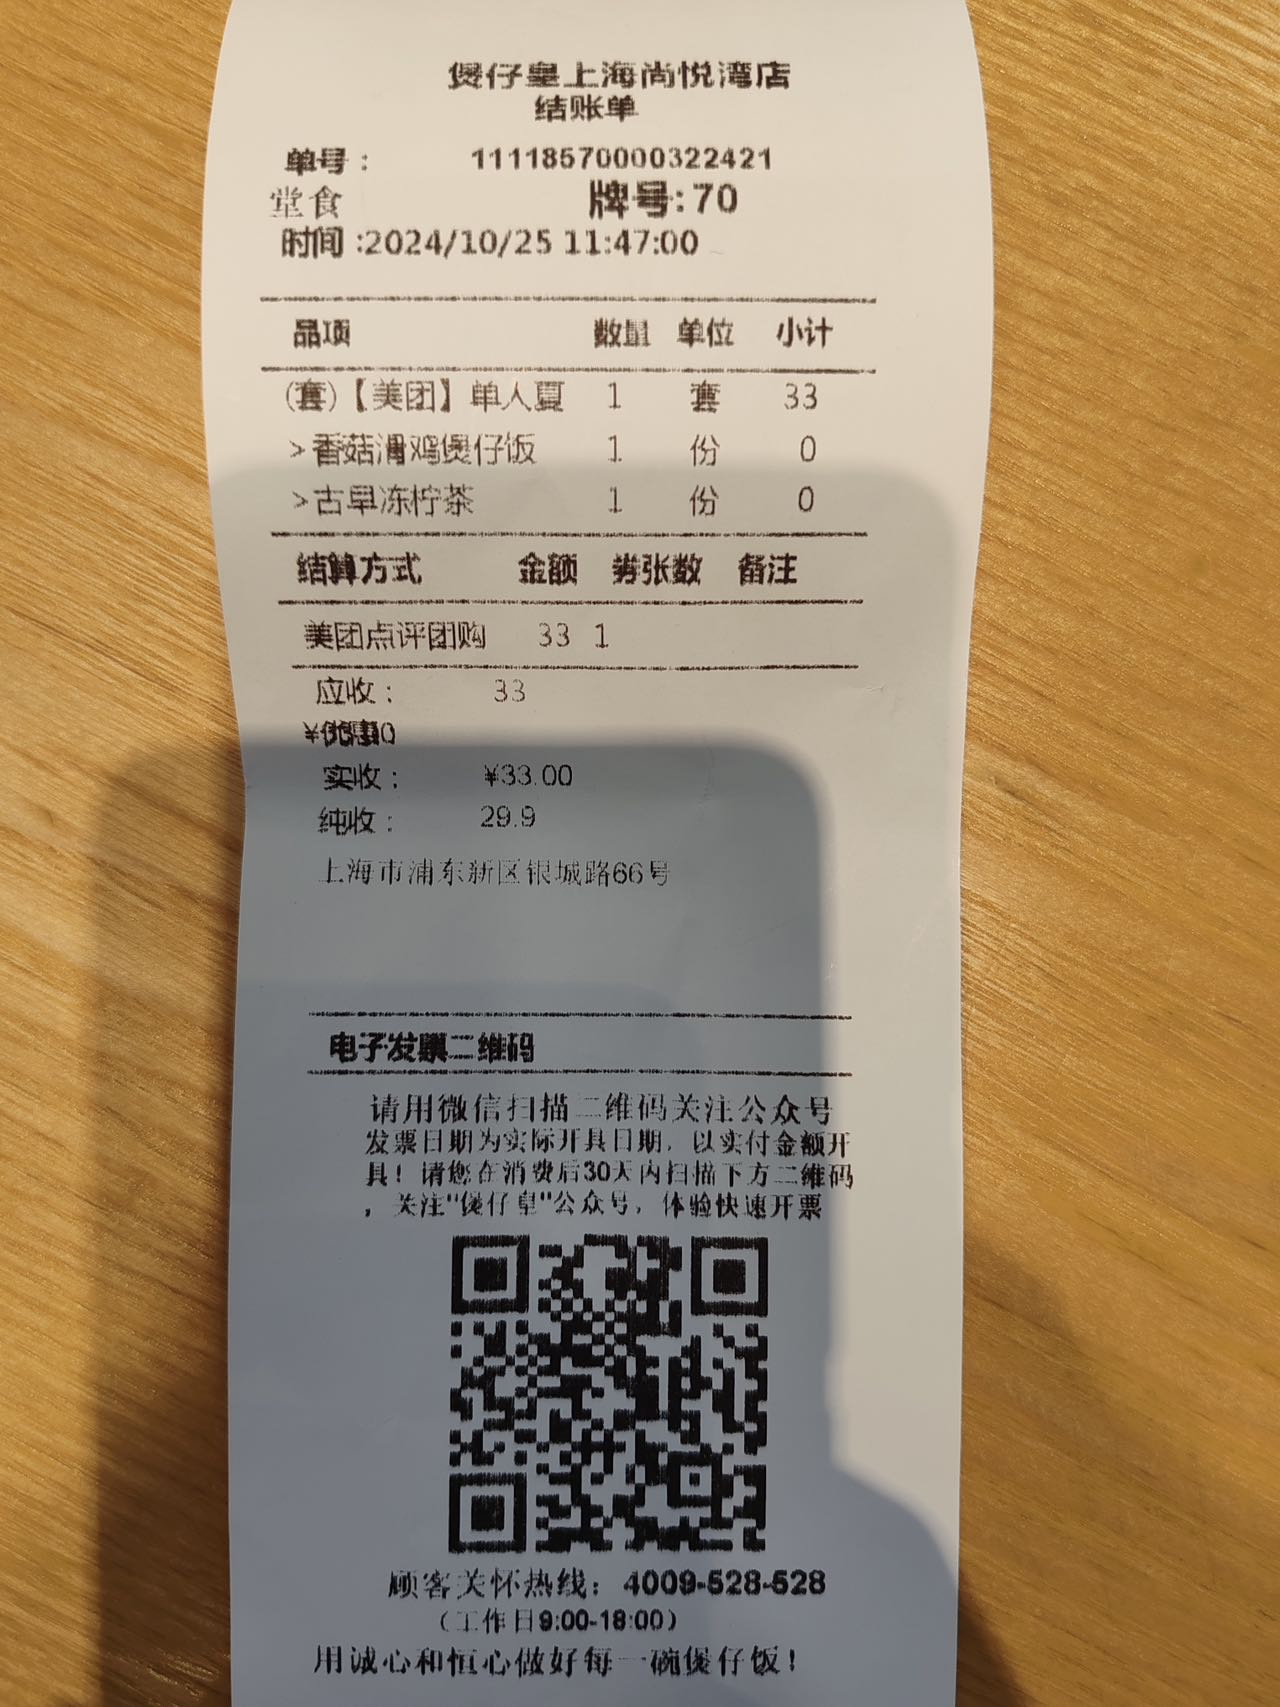 煲仔皇上海尚悦湾店
结账单
单号： 11118570000322421
堂食 牌号:70
时间:2024/10/25 11:47:00
品项 数量 单位 小计
(套)【美团】单人夏 1 套 33
>香菇滑鸡煲仔饭 1 份 0
>古早冻柠茶 1 份 0
结算方式 金额 券张数 备注
美团点评团购 33 1
应收： 33
实收： ¥33.00
纯收： 29.9
上海市浦东新区银城路66号
电子发票二维码
请用微信扫描二维码关注公众号
发票日期为实际开具日期，以实付金额开
具！请您在消费后30天内扫描下方二维码
，关注"煲仔皇"公众号，体验快速开票
顾客关怀热线：4009-528-528
（工作日9:00-18:00）
用诚心和恒心做好每一碗煲仔饭！